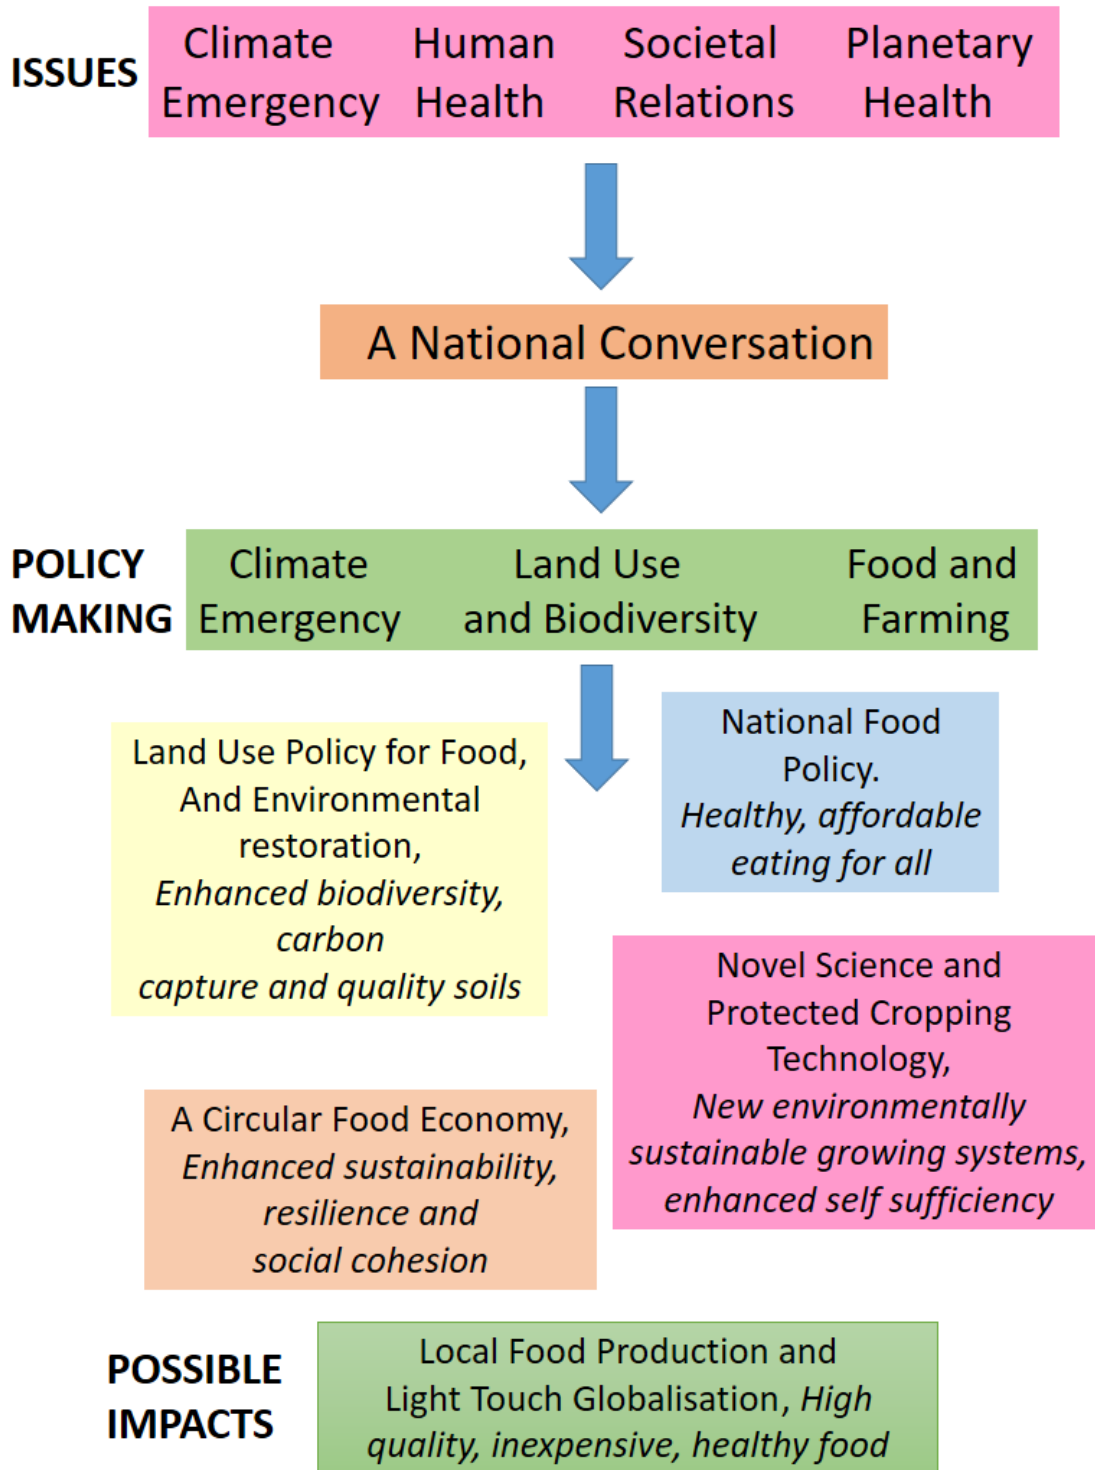 ISSUES
Climate Emergency
Human Health
Societal Relations
Planetary Health
A National Conversation
POLICY
MAKING
Climate
Emergency
Land Use
and Biodiversity
Food and
Farming
Land Use Policy for Food,
And Environmental
restoration,
Enhanced biodiversity,
carbon
capture and quality soils
National Food
Policy.
Healthy, affordable
eating for all
Novel Science and
Protected Cropping
Technology,
New environmentally
sustainable growing systems,
enhanced self sufficiency
A Circular Food Economy,
Enhanced sustainability,
resilience and
social cohesion
POSSIBLE
IMPACTS
Local Food Production and
Light Touch Globalisation, High
quality, inexpensive, healthy food